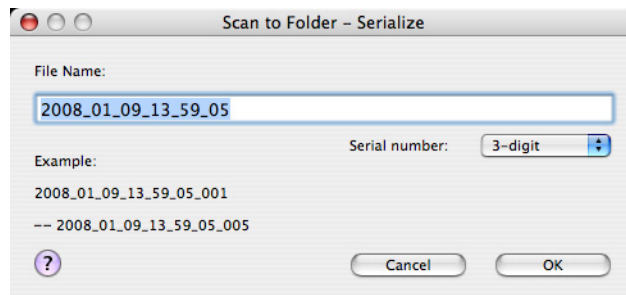 Scan to Folder – Serialize
File Name:
2008_01_09_13_59_05
Serial number: 3-digit
Example:
2008_01_09_13_59_05_001
-- 2008_01_09_13_59_05_005
? Cancel OK